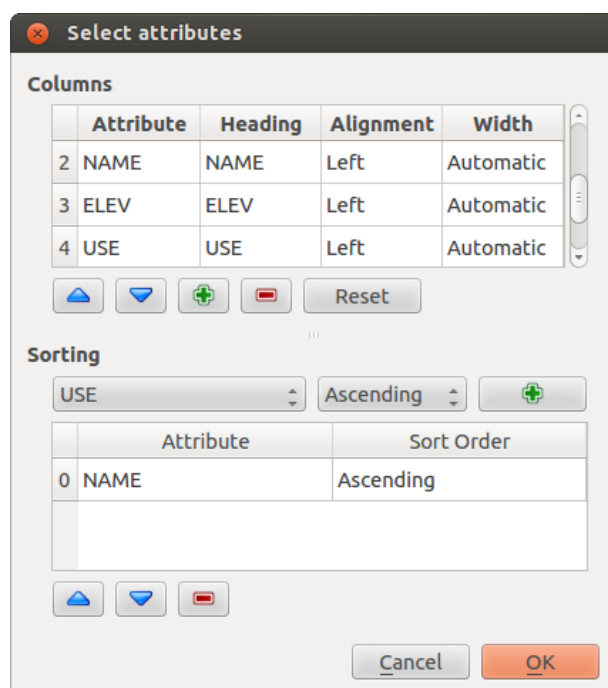 Select attributes
Columns
Attribute Heading Alignment Width
2 NAME NAME Left Automatic
3 ELEV ELEV Left Automatic
4 USE USE Left Automatic
Reset
Sorting
USE Ascending
Attribute Sort Order
0 NAME Ascending
Cancel OK